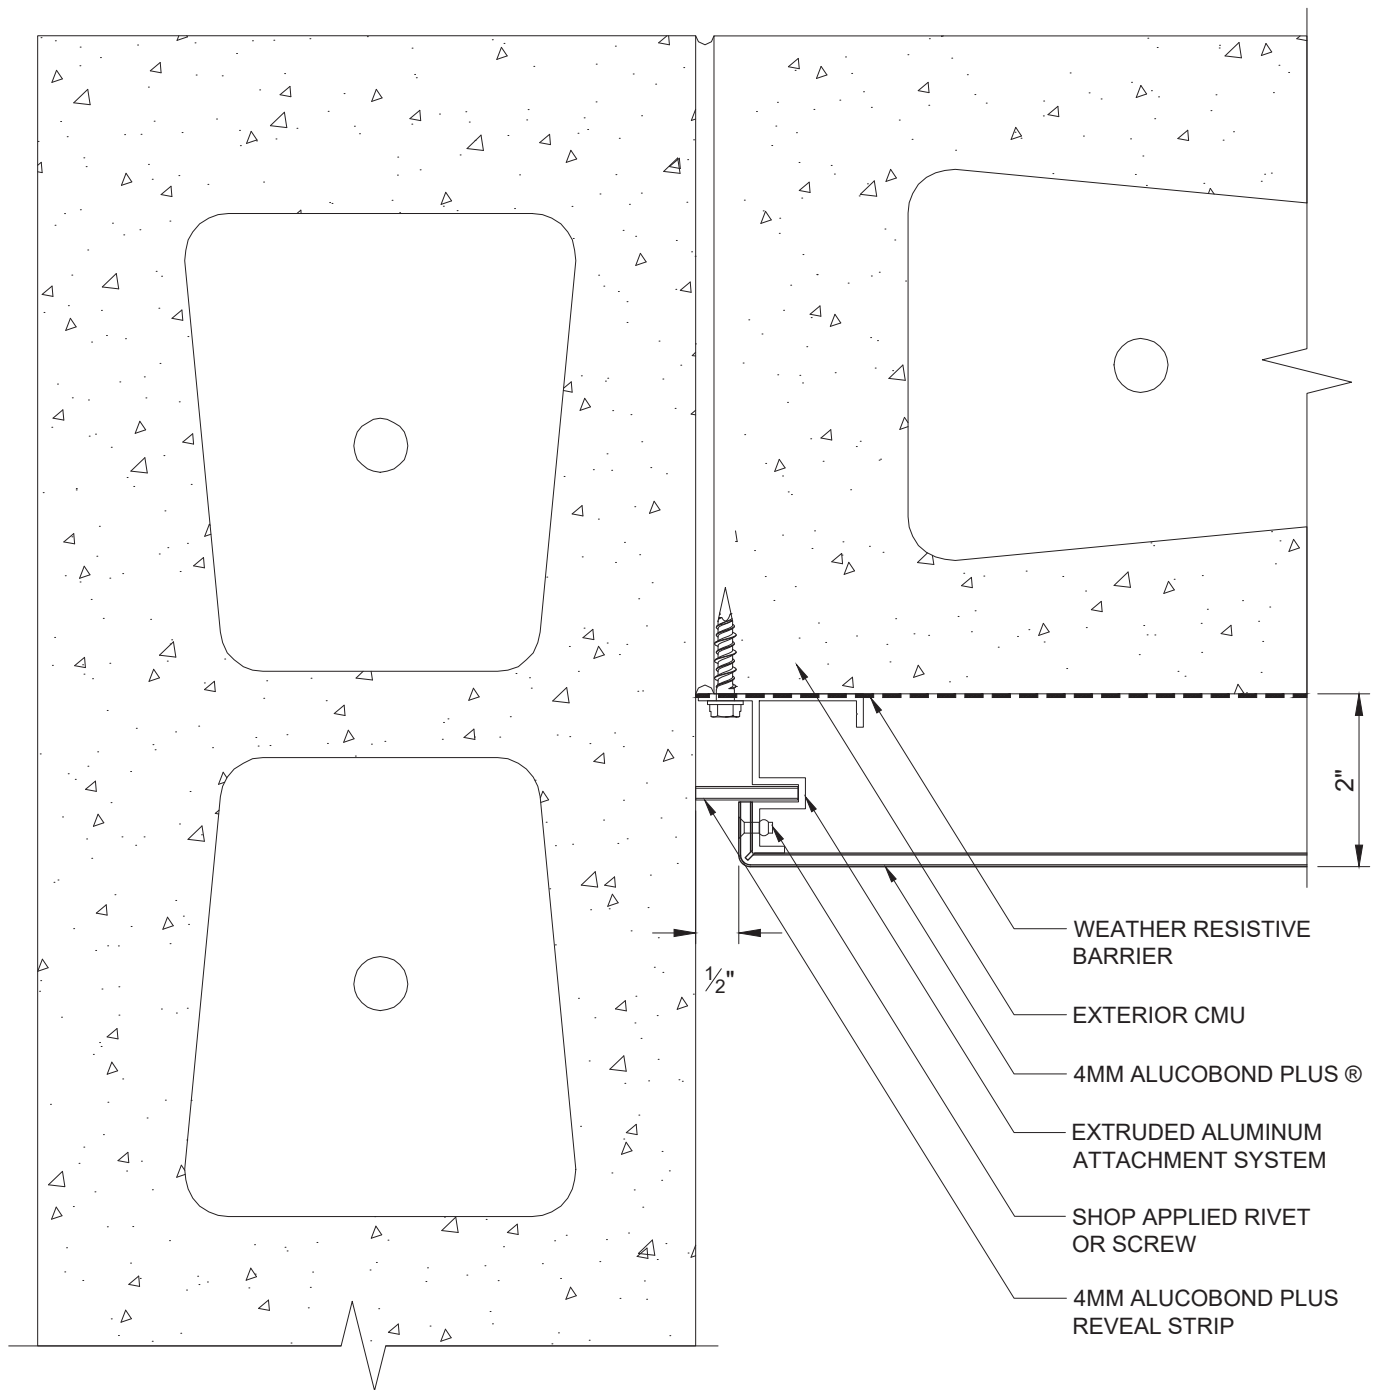 2"
½"
WEATHER RESISTIVE
BARRIER
EXTERIOR CMU
4MM ALUCOBOND PLUS ®
EXTRUDED ALUMINUM
ATTACHMENT SYSTEM
SHOP APPLIED RIVET
OR SCREW
4MM ALUCOBOND PLUS
REVEAL STRIP